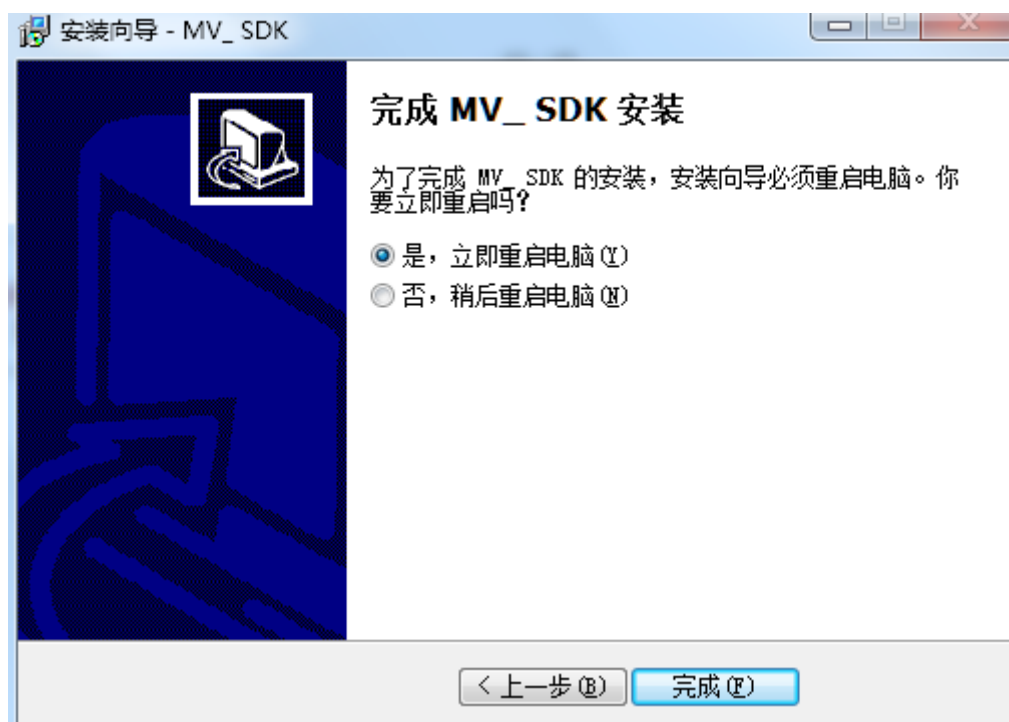 安装向导 - MV_ SDK
完成 MV_ SDK 安装
为了完成 MV_ SDK 的安装，安装向导必须重启电脑。你
要立即重启吗?
是，立即重启电脑(Y)
否，稍后重启电脑(N)
< 上一步(B)
完成(F)